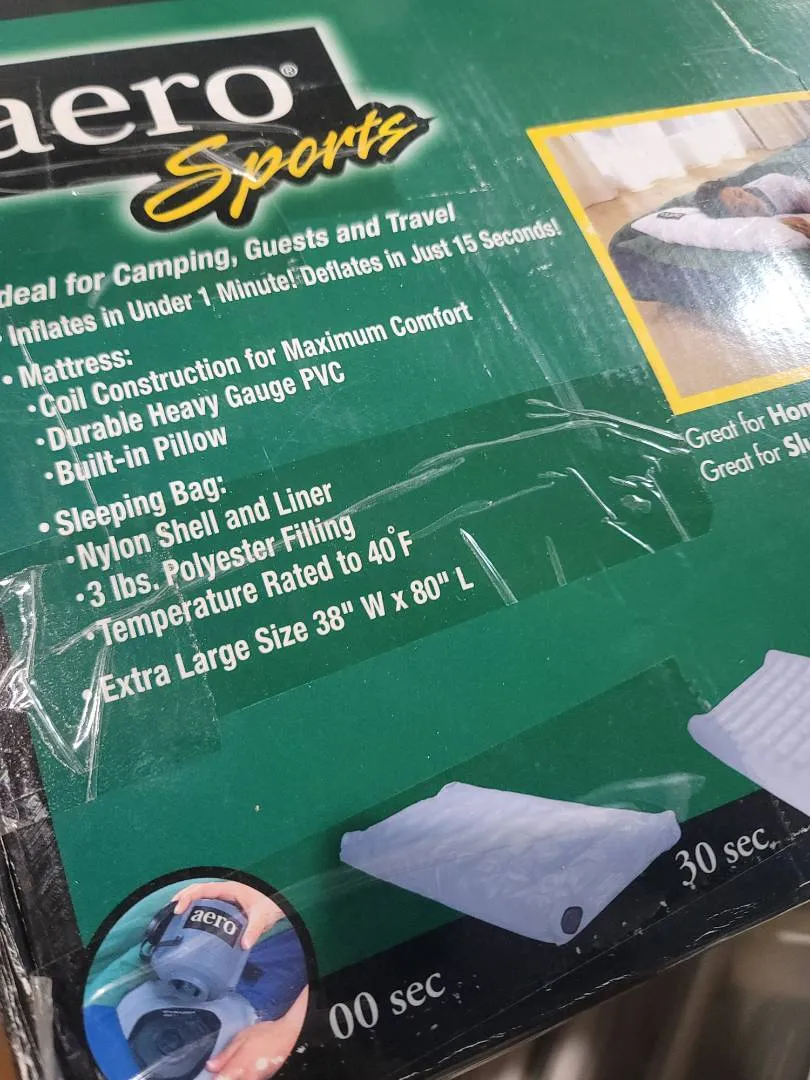 aero®
Sports
deal for Camping, Guests and Travel
• Inflates in Under 1 Minute! Deflates in Just 15 Seconds!
• Mattress:
•Coil Construction for Maximum Comfort
•Durable Heavy Gauge PVC
•Built-in Pillow
• Sleeping Bag:
•Nylon Shell and Liner
•3 lbs. Polyester Filling
•Temperature Rated to 40°F
• Extra Large Size 38" W x 80" L
Great for Hom
Great for Sl
30 sec
aero
00 sec